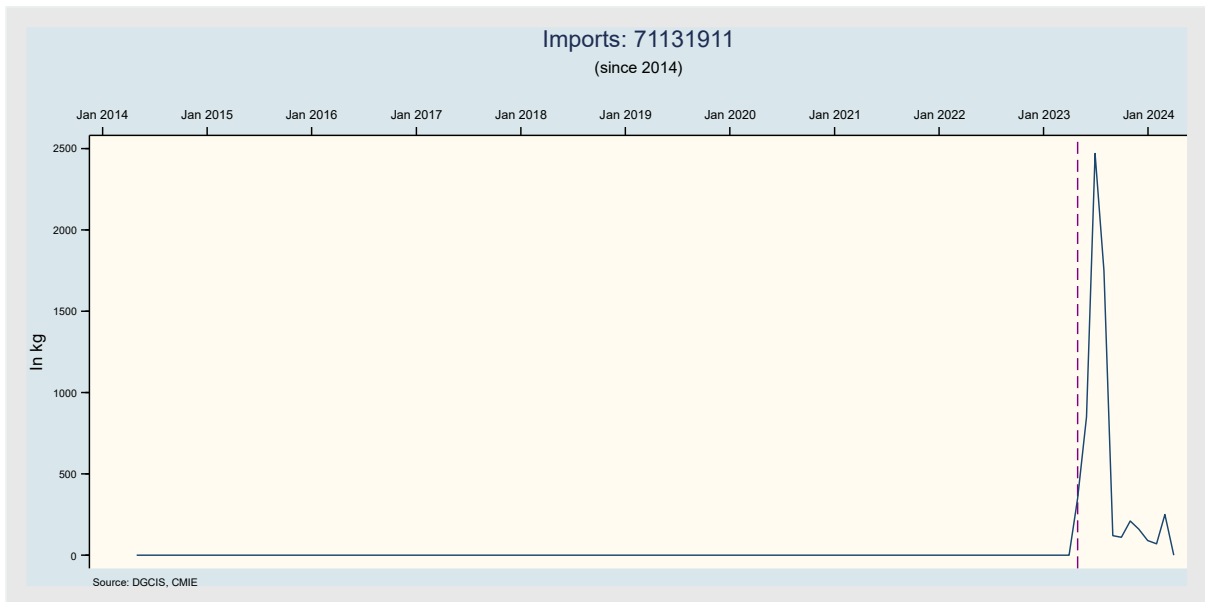 Imports: 71131911
(since 2014)
Jan 2014 Jan 2015 Jan 2016 Jan 2017 Jan 2018 Jan 2019 Jan 2020 Jan 2021 Jan 2022 Jan 2023 Jan 2024
2500
2000
1500
In kg
1000
500
0
Source: DGCIS, CMIE